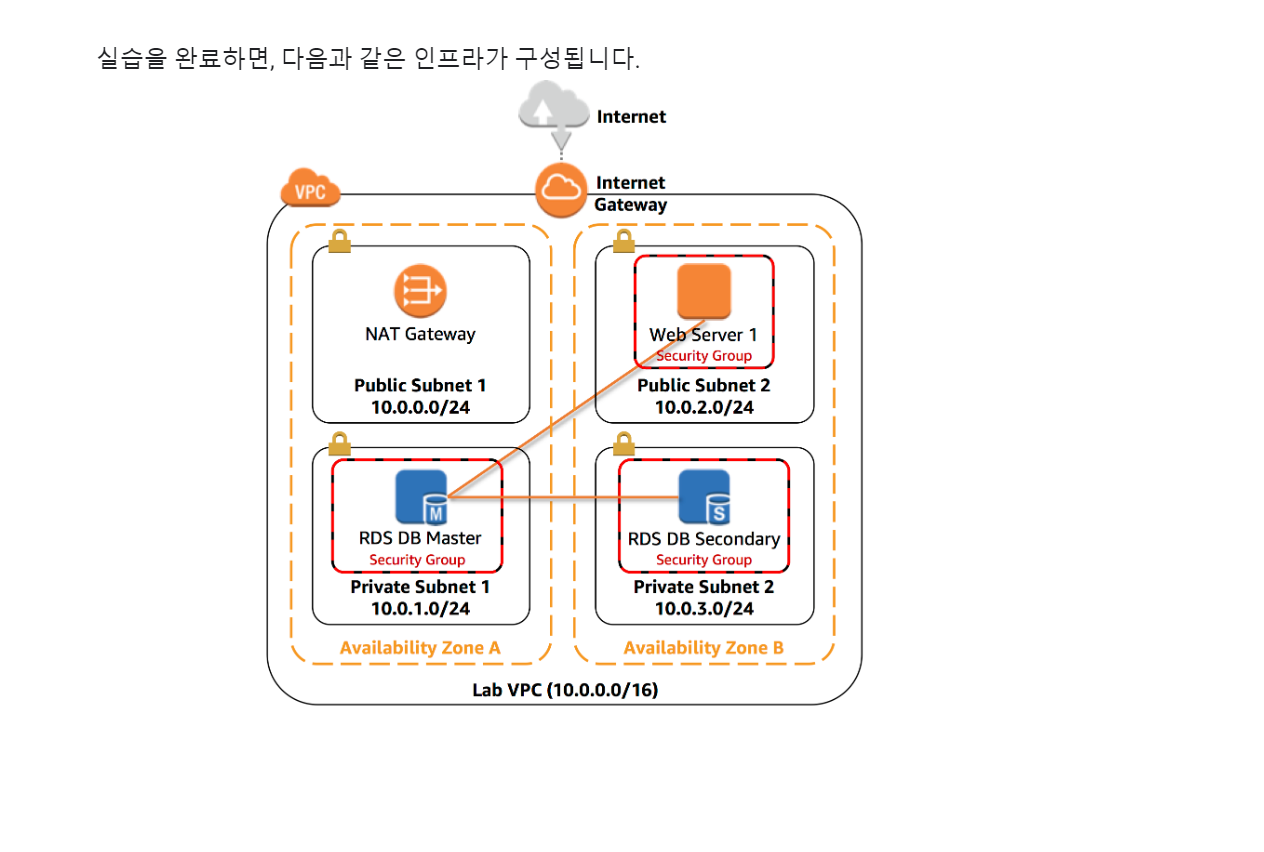 실습을 완료하면, 다음과 같은 인프라가 구성됩니다.
Internet
VPC
Internet
Gateway
NAT Gateway
Public Subnet 1
10.0.0.0/24
Web Server 1
Security Group
Public Subnet 2
10.0.2.0/24
M
RDS DB Master
Security Group
Private Subnet 1
10.0.1.0/24
S
RDS DB Secondary
Security Group
Private Subnet 2
10.0.3.0/24
Availability Zone A
Availability Zone B
Lab VPC (10.0.0.0/16)